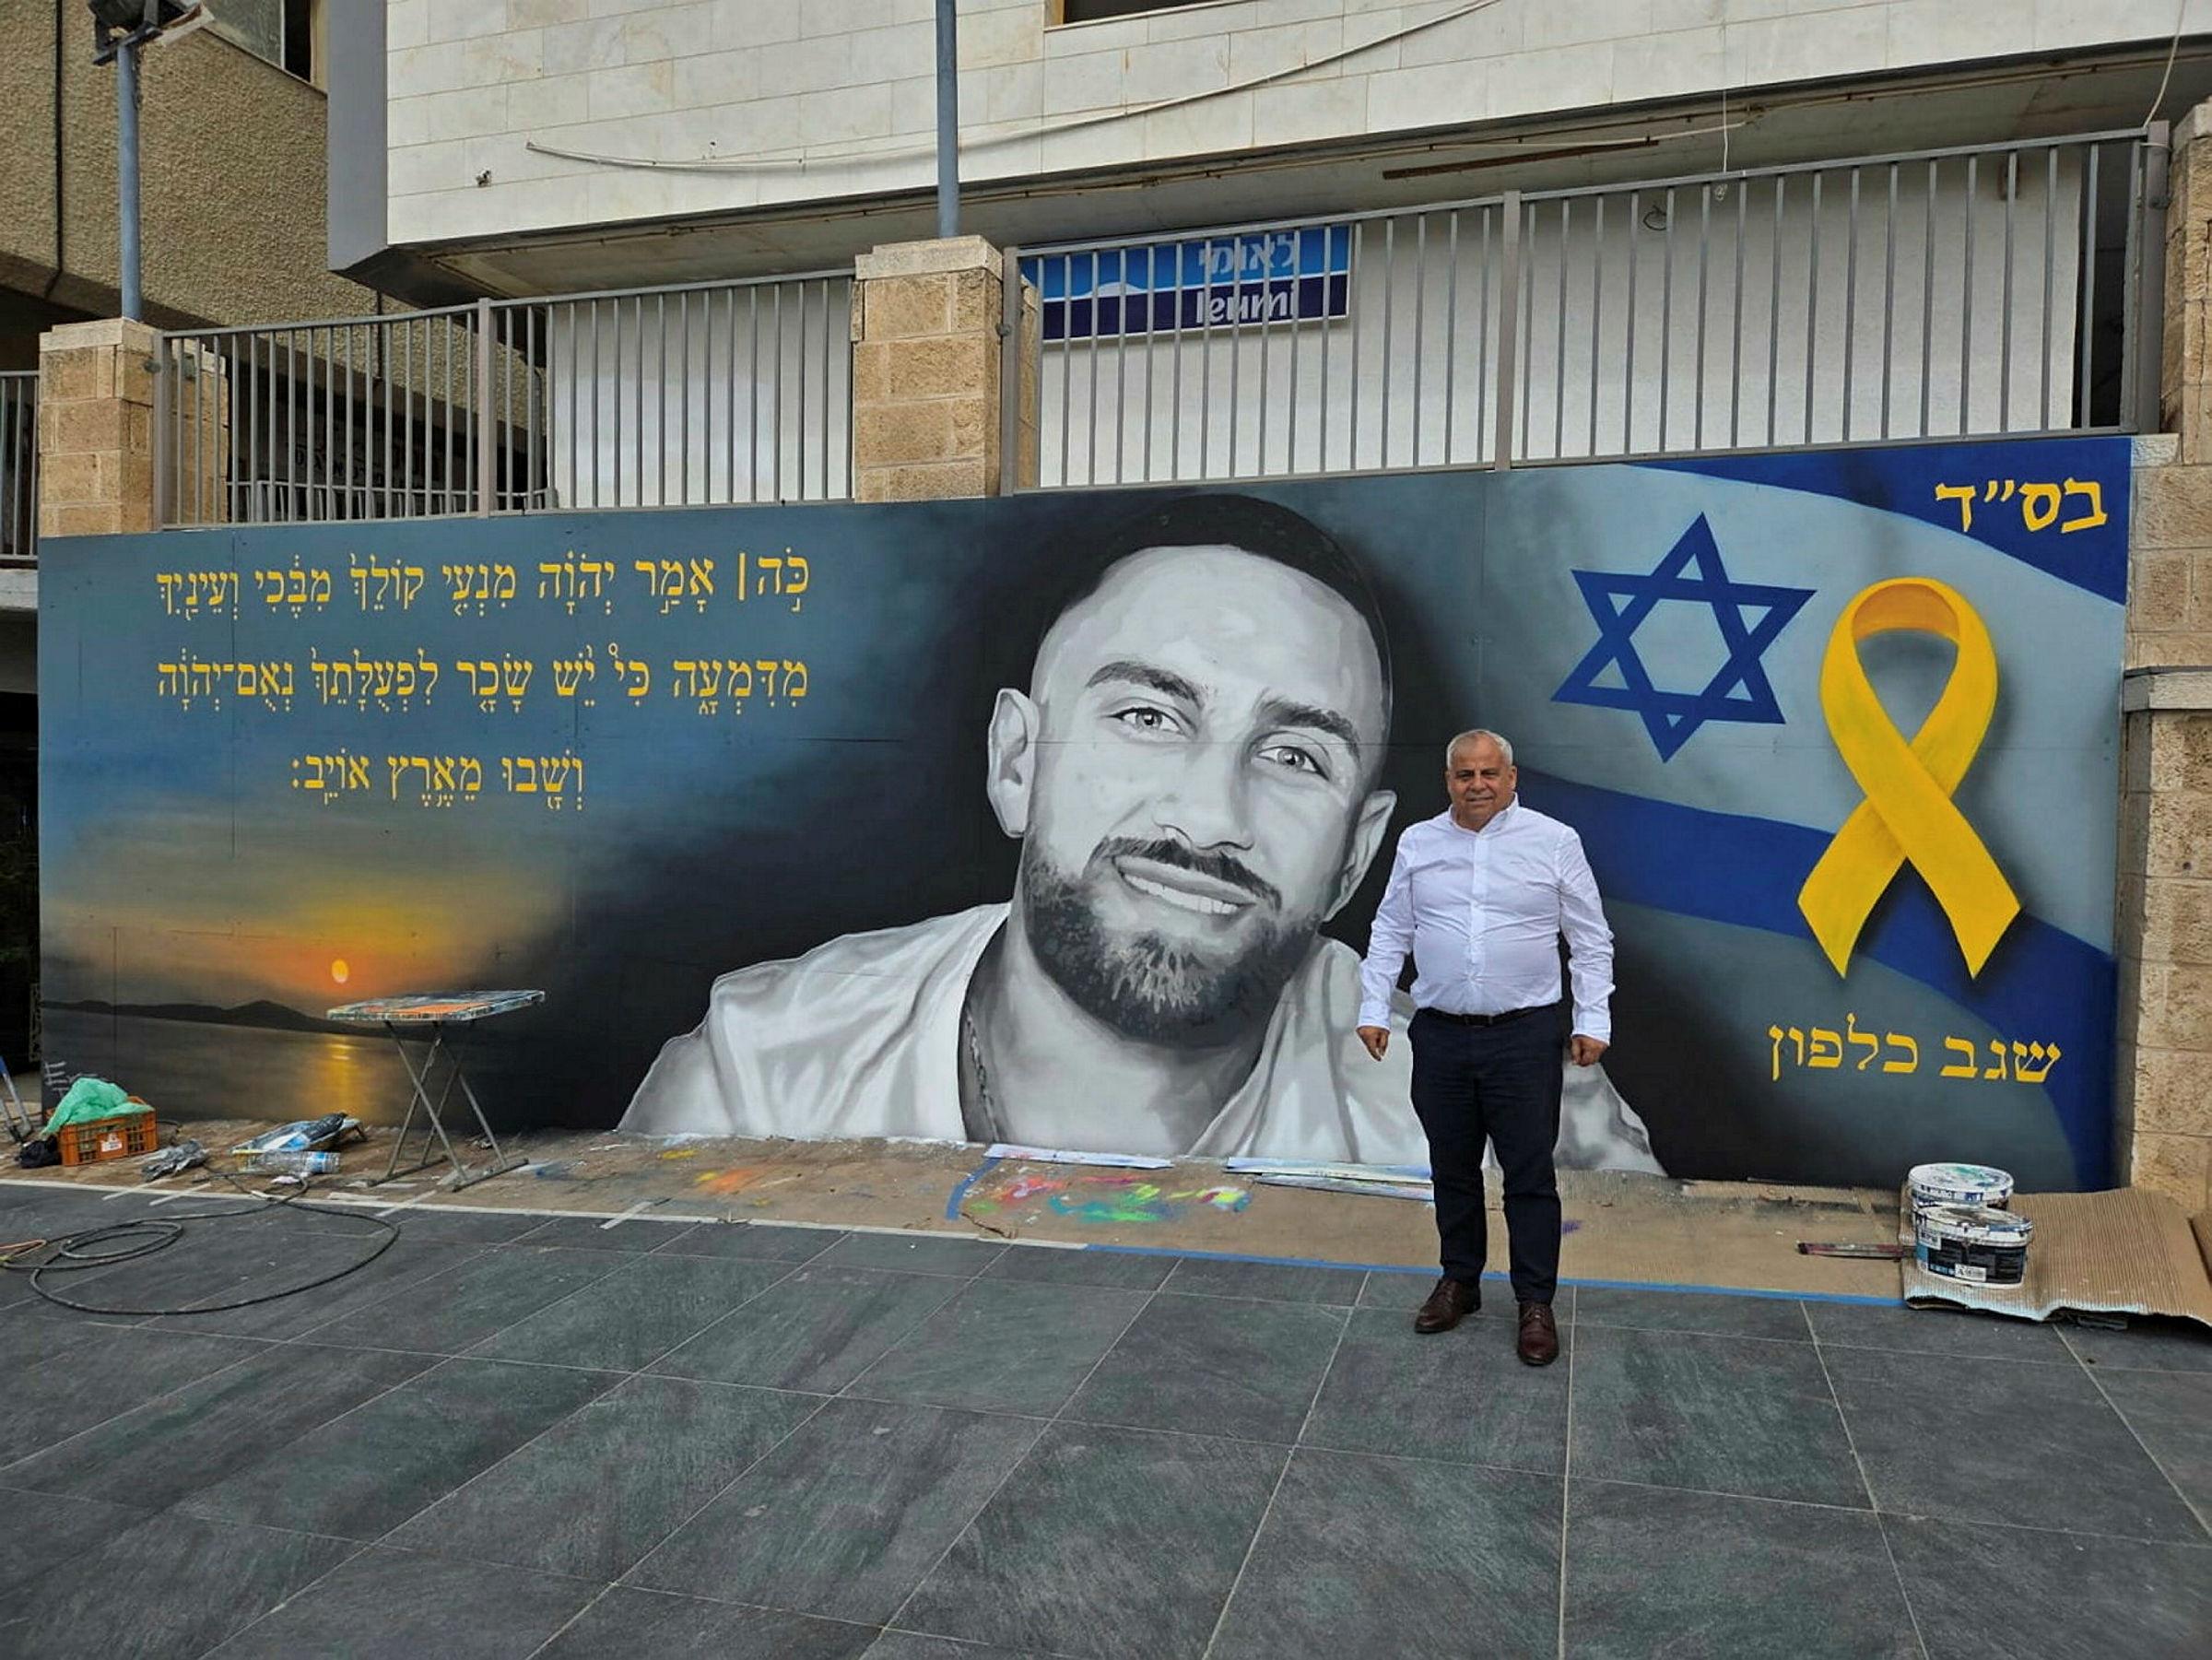 לאומי
leumi
בס״ד
כֹּ֣ה׀ אָמַ֣ר יְהֹוָ֗ה מִנְעִ֤י קוֹלֵךְ֙ מִבֶּ֔כִי וְעֵינַ֖יִךְ
מִדִּמְעָ֑ה כִּי֩ יֵ֨שׁ שָׂכָ֤ר לִפְעֻלָּתֵךְ֙ נְאֻם־יְהֹוָ֔ה
וְשָׁ֖בוּ מֵאֶ֥רֶץ אוֹיֵֽב׃
שגב כלפון